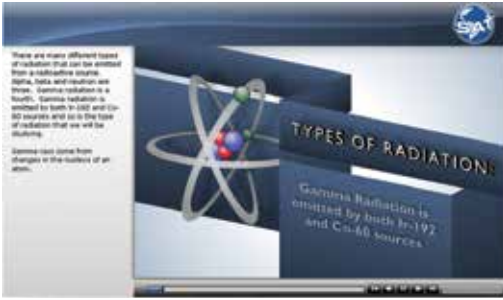 There are many different types
of radiation that can be emitted
from a radioactive source.
Alpha, beta and neutron are
three. Gamma radiation is a
fourth. Gamma radiation is
emitted by both Ir-192 and Co-
60 sources and so is the type
of radiation that we will be
studying.
Gamma rays come from
changes in the nucleus of an
atom.
TYPES OF RADIATION
Gamma Radiation is
omitted by both Ir-192
and Co-60 sources